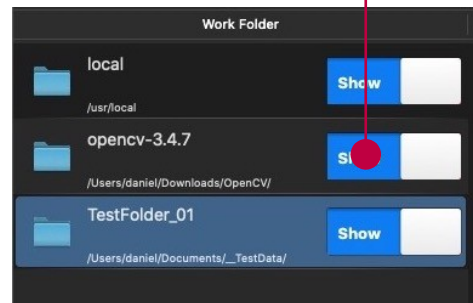 Work Folder
local
Show
/usr/local
opencv-3.4.7
/Users/daniel/Downloads/OpenCV/
TestFolder_01
Show
/Users/daniel/Documents/__TestData/